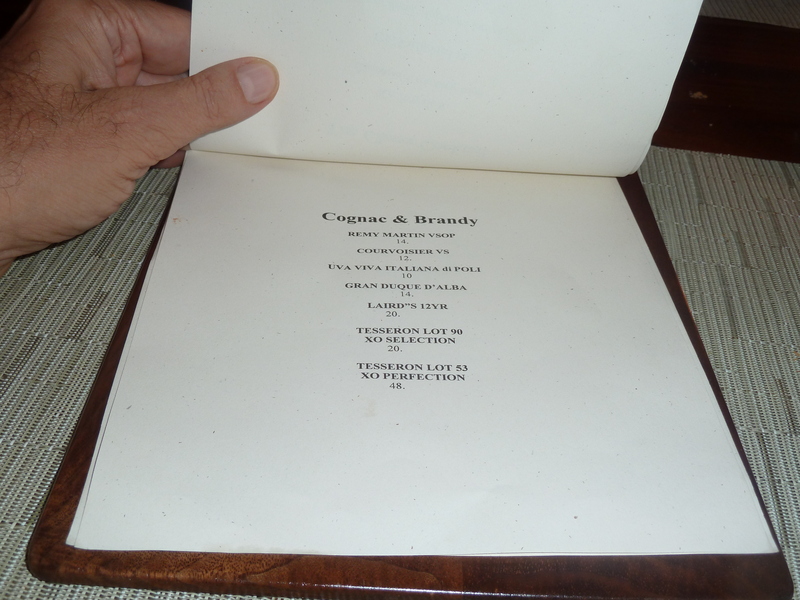 Cognac & Brandy
REMY MARTIN VSOP
14.
COURVOISIER VS
12.
UVA VIVA ITALIANA di POLI
10
GRAN DUQUE D'ALBA
14.
LAIRD"S 12YR
20.
TESSERON LOT 90
XO SELECTION
20.
TESSERON LOT 53
XO PERFECTION
48.